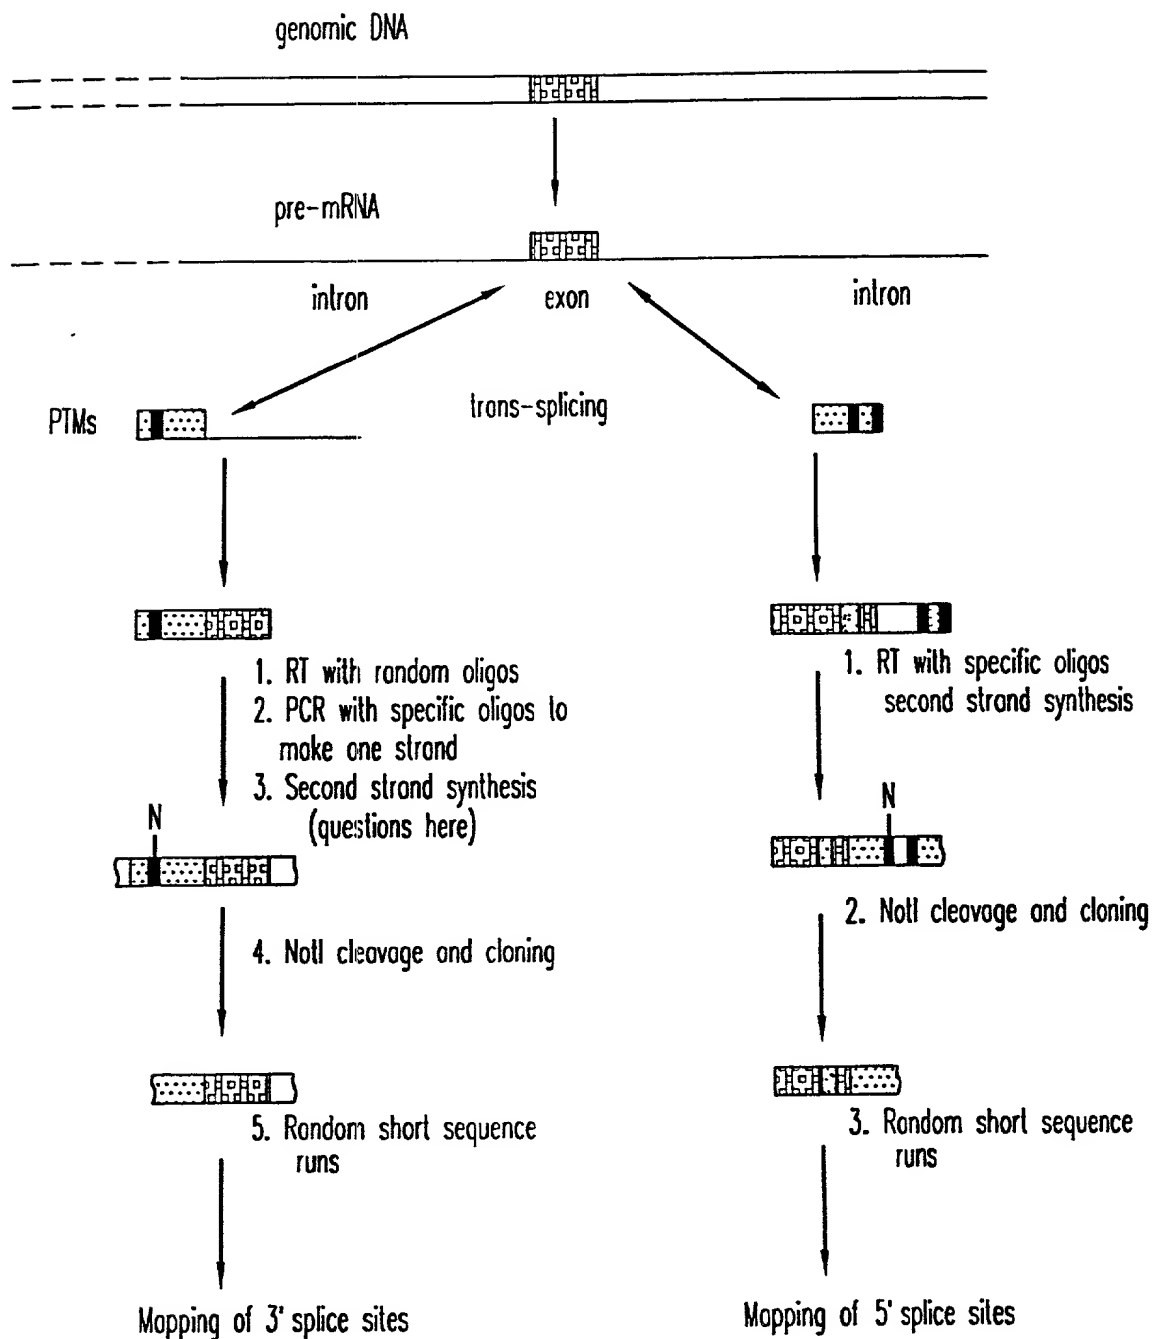 genomic DNA
pre-mRNA
intron
exon
intron
PTMs
trans-splicing
1. RT with random oligos
2. PCR with specific oligos to
make one strand
3. Second strand synthesis
(questions here)
1. RT with specific oligos
second strand synthesis
N
N
4. NotI cleavage and cloning
2. NotI cleavage and cloning
5. Random short sequence
runs
3. Random short sequence
runs
Mapping of 3' splice sites
Mapping of 5' splice sites